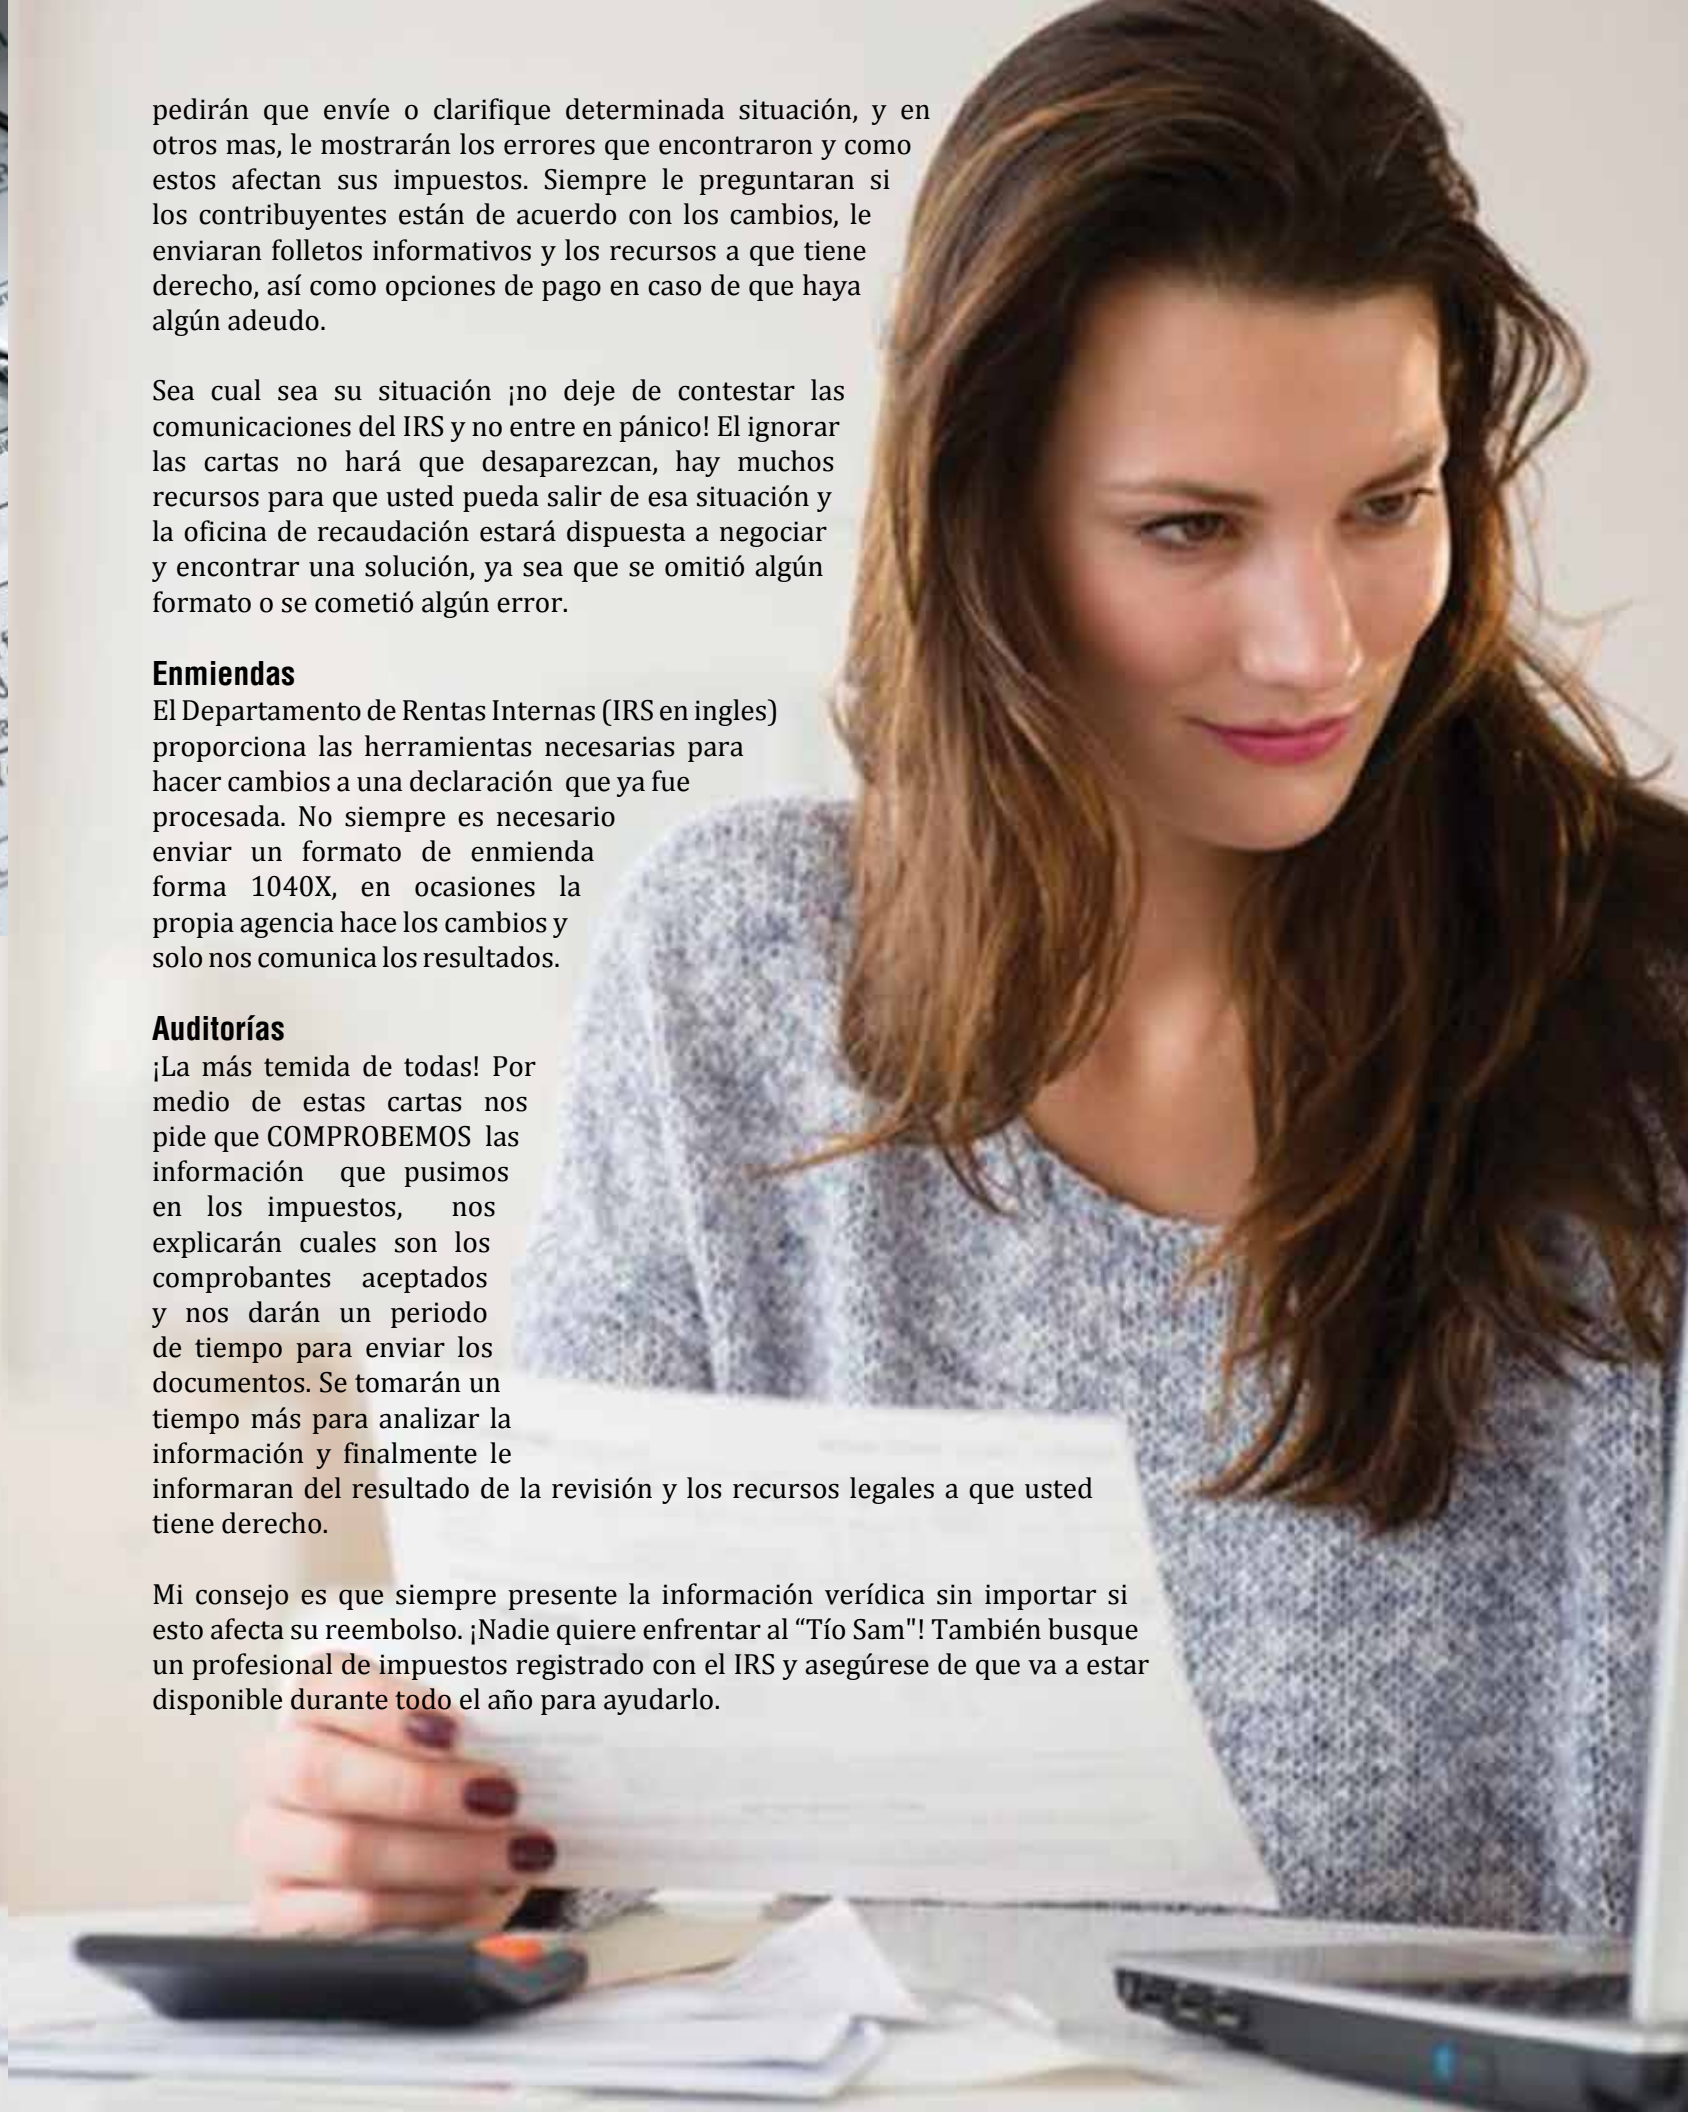 pedirán que envíe o clarifique determinada situación, y en
otros mas, le mostrarán los errores que encontraron y como
estos afectan sus impuestos. Siempre le preguntaran si
los contribuyentes están de acuerdo con los cambios, le
enviaran folletos informativos y los recursos a que tiene
derecho, así como opciones de pago en caso de que haya
algún adeudo.
Sea cual sea su situación ¡no deje de contestar las
comunicaciones del IRS y no entre en pánico! El ignorar
las cartas no hará que desaparezcan, hay muchos
recursos para que usted pueda salir de esa situación y
la oficina de recaudación estará dispuesta a negociar
y encontrar una solución, ya sea que se omitió algún
formato o se cometió algún error.
Enmiendas
El Departamento de Rentas Internas (IRS en ingles)
proporciona las herramientas necesarias para
hacer cambios a una declaración que ya fue
procesada. No siempre es necesario
enviar un formato de enmienda
forma 1040X, en ocasiones la
propia agencia hace los cambios y
solo nos comunica los resultados.
Auditorías
¡La más temida de todas! Por
medio de estas cartas nos
pide que COMPROBEMOS las
información que pusimos
en los impuestos, nos
explicarán cuales son los
comprobantes aceptados
y nos darán un periodo
de tiempo para enviar los
documentos. Se tomarán un
tiempo más para analizar la
información y finalmente le
informaran del resultado de la revisión y los recursos legales a que usted
tiene derecho.
Mi consejo es que siempre presente la información verídica sin importar si
esto afecta su reembolso. ¡Nadie quiere enfrentar al “Tío Sam"! También busque
un profesional de impuestos registrado con el IRS y asegúrese de que va a estar
disponible durante todo el año para ayudarlo.